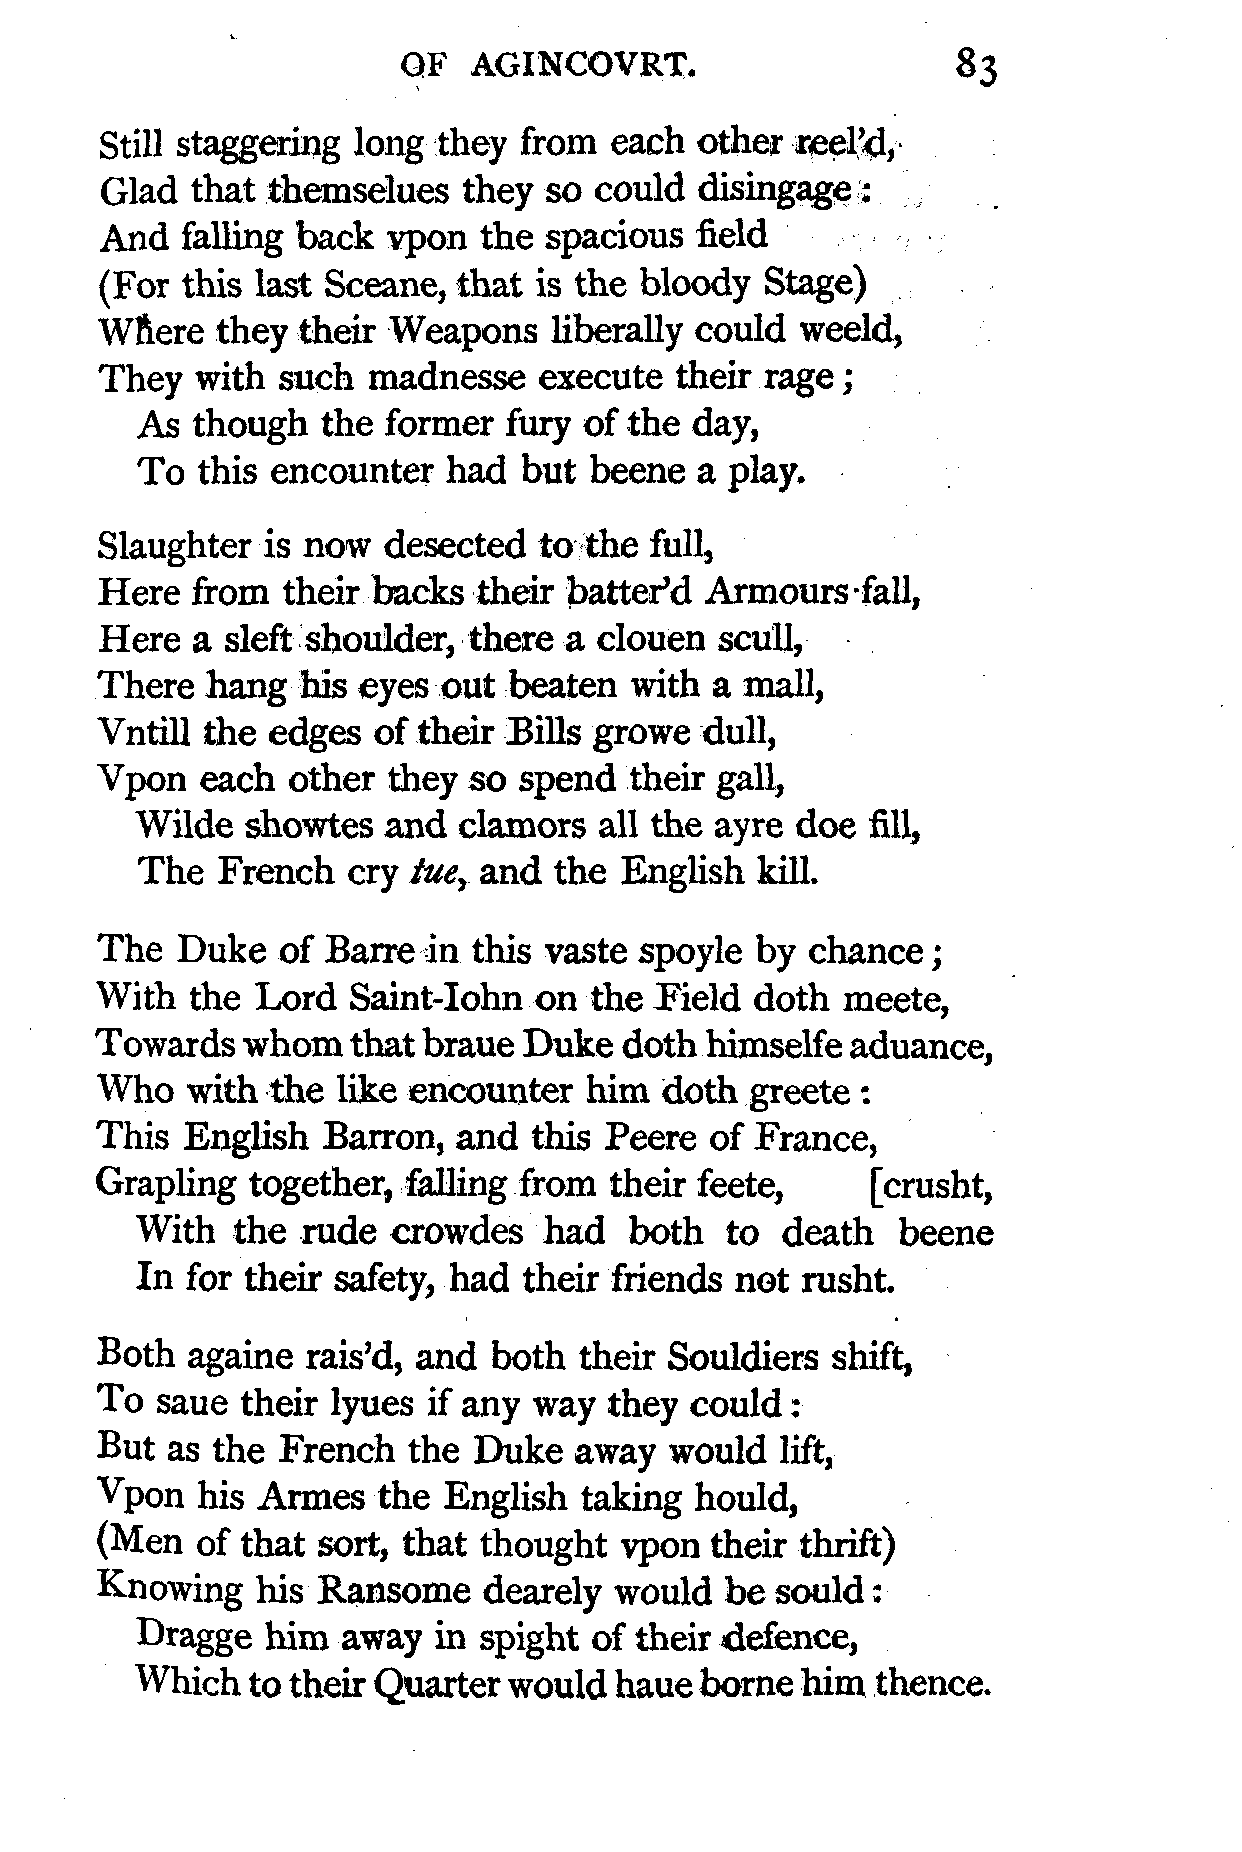 OF AGINCOVRT. 83
Still staggering long they from each other reel'd,
Glad that themselues they so could disingage :
And falling back vpon the spacious field
(For this last Sceane, that is the bloody Stage)
Where they their Weapons liberally could weeld,
They with such madnesse execute their rage ;
As though the former fury of the day,
To this encounter had but beene a play.
Slaughter is now desected to the full,
Here from their backs their batter'd Armours fall,
Here a sleft shoulder, there a clouen scull,
There hang his eyes out beaten with a mall,
Vntill the edges of their Bills growe dull,
Vpon each other they so spend their gall,
Wilde showtes and clamors all the ayre doe fill,
The French cry tue, and the English kill.
The Duke of Barre in this vaste spoyle by chance ;
With the Lord Saint-Iohn on the Field doth meete,
Towards whom that braue Duke doth himselfe aduance,
Who with the like encounter him doth greete :
This English Barron, and this Peere of France,
Grapling together, falling from their feete, [crusht,
With the rude crowdes had both to death beene
In for their safety, had their friends not rusht.
Both againe rais'd, and both their Souldiers shift,
To saue their lyues if any way they could :
But as the French the Duke away would lift,
Vpon his Armes the English taking hould,
(Men of that sort, that thought vpon their thrift)
Knowing his Ransome dearely would be sould :
Dragge him away in spight of their defence,
Which to their Quarter would haue borne him thence.